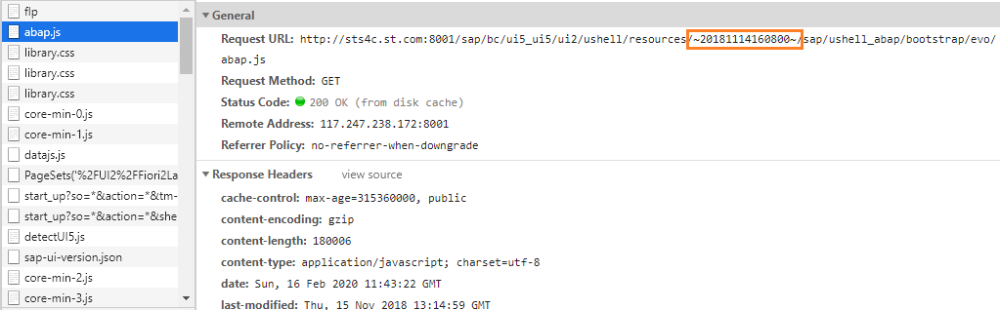 flp
abap.js
library.css
library.css
library.css
core-min-0.js
core-min-1.js
datajs.js
PageSets('%2FUI2%2FFiori2La
start_up?so=*&action=*&tm-
start_up?so=*&action=*&she
detectUI5.js
sap-ui-version.json
core-min-2.js
core-min-3.js
General
Request URL: http://sts4c.st.com:8001/sap/bc/ui5_ui5/ui2/ushell/resources/~20181114160800~/sap/ushell_abap/bootstrap/evo/
abap.js
Request Method: GET
Status Code: 200 OK (from disk cache)
Remote Address: 117.247.238.172:8001
Referrer Policy: no-referrer-when-downgrade
Response Headers view source
cache-control: max-age=315360000, public
content-encoding: gzip
content-length: 180006
content-type: application/javascript; charset=utf-8
date: Sun, 16 Feb 2020 11:43:22 GMT
last-modified: Thu, 15 Nov 2018 13:14:59 GMT